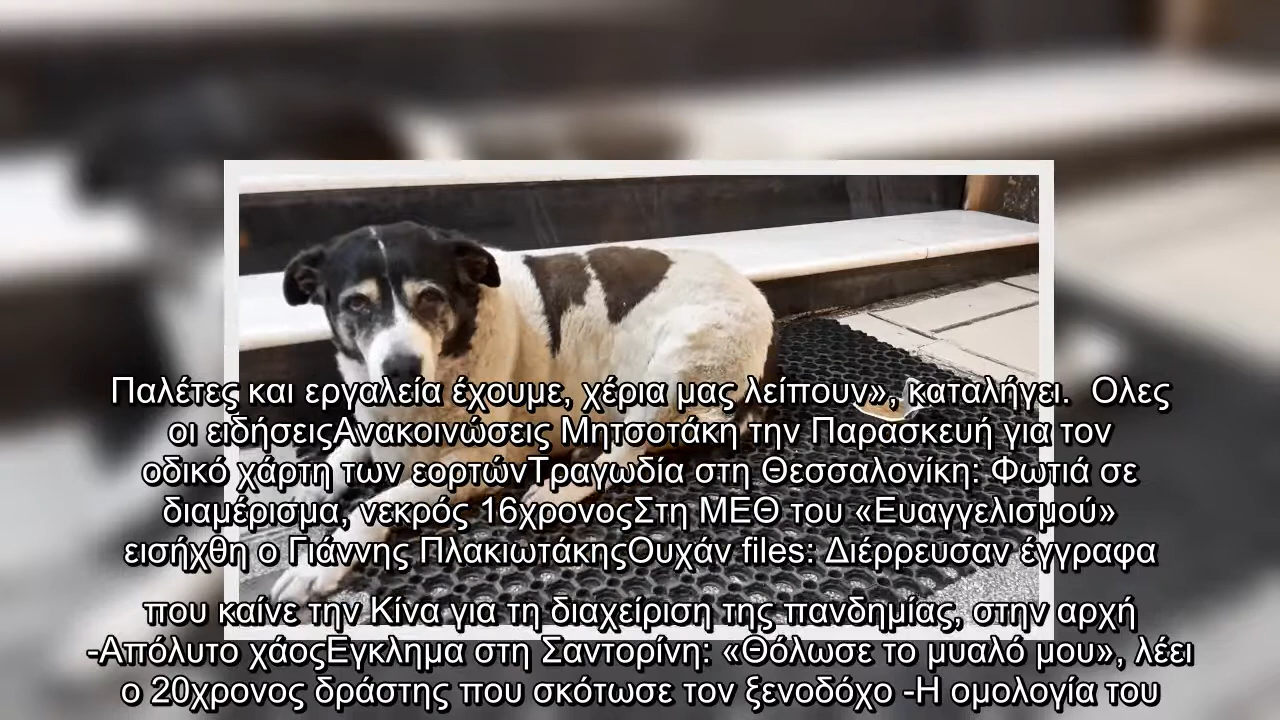 Παλέτες και εργαλεία έχουμε, χέρια μας λείπουν», καταλήγει.  Ολες
οι ειδήσειςΑνακοινώσεις Μητσοτάκη την Παρασκευή για τον
οδικό χάρτη των εορτώνΤραγωδία στη Θεσσαλονίκη: Φωτιά σε
διαμέρισμα, νεκρός 16χρονοςΣτη ΜΕΘ του «Ευαγγελισμού»
εισήχθη ο Γιάννης ΠλακιωτάκηςΟυχάν files: Διέρρευσαν έγγραφα
που καίνε την Κίνα για τη διαχείριση της πανδημίας, στην αρχή
-Απόλυτο χάοςΕγκλημα στη Σαντορίνη: «Θόλωσε το μυαλό μου», λέει
ο 20χρονος δράστης που σκότωσε τον ξενοδόχο -Η ομολογία του